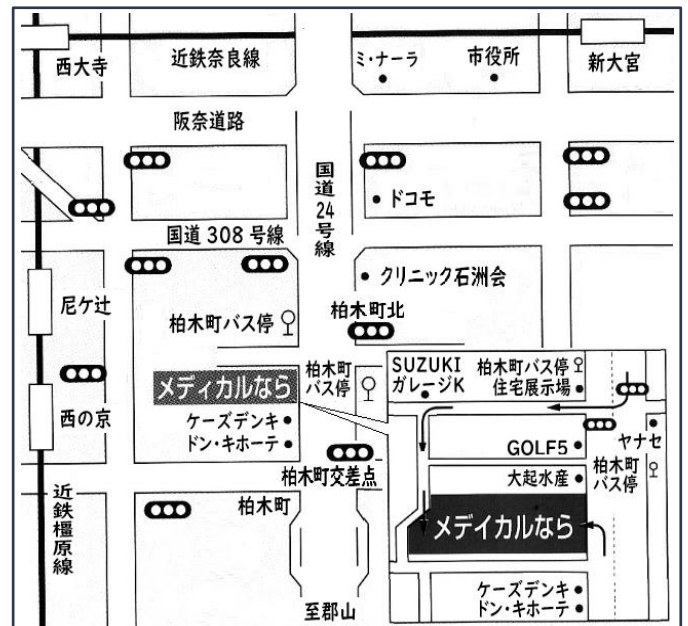 西大寺
近鉄奈良線
ミ・ナーラ
市役所
新大宮
阪奈道路
国道24号線
ドコモ
国道308号線
クリニック石洲会
尼ケ辻
柏木町バス停
柏木町北
メディカルなら
柏木町
バス停
ケーズデンキ
ドン・キホーテ
西の京
柏木町交差点
柏木町
近鉄橿原線
至郡山
SUZUKI
ガレージK
柏木町バス停
住宅展示場
GOLF5
ヤナセ
大起水産
柏木町
バス停
メデイカルなら
ケーズデンキ
ドン・キホーテ